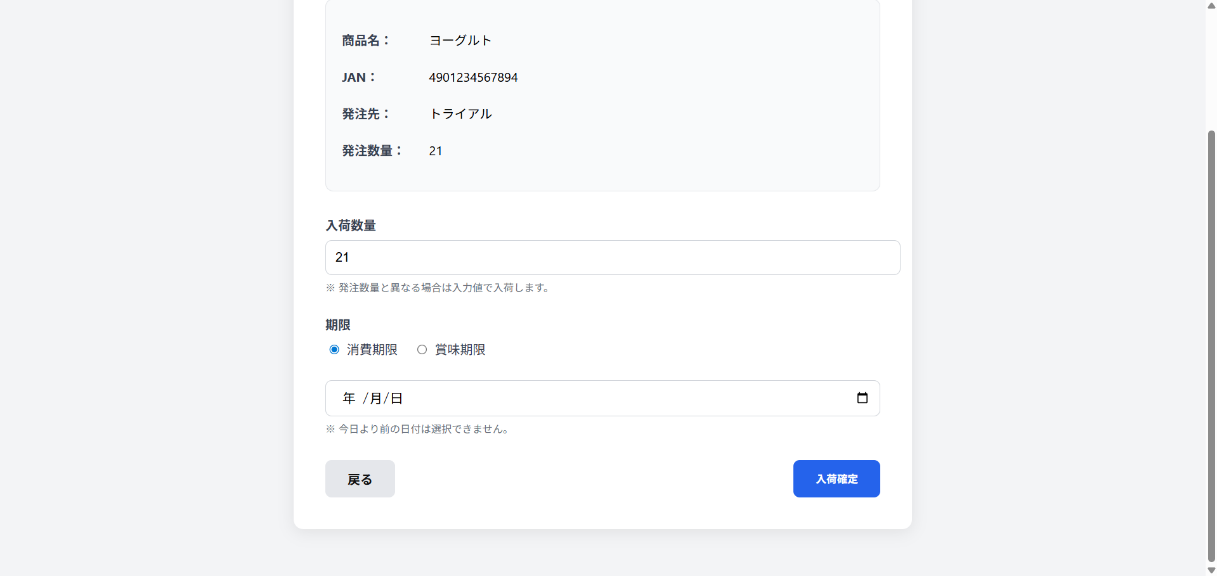 商品名： ヨーグルト
JAN： 4901234567894
発注先： トライアル
発注数量： 21
入荷数量
21
※ 発注数量と異なる場合は入力値で入荷します。
期限
消費期限 賞味期限
年 /月/日
※ 今日より前の日付は選択できません。
戻る 入荷確定